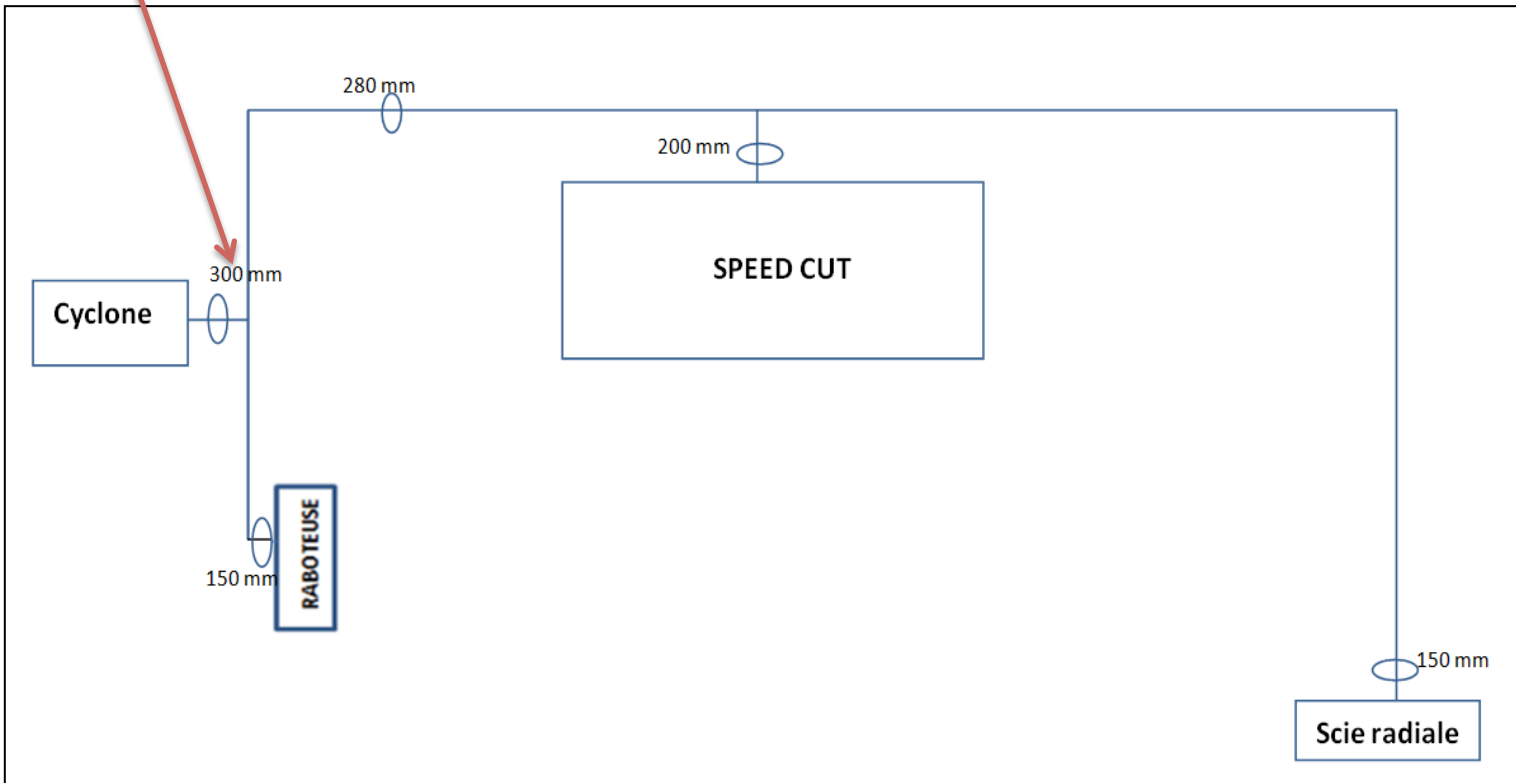 280 mm
200 mm
SPEED CUT
300 mm
Cyclone
RABOTEUSE
150 mm
150 mm
Scie radiale